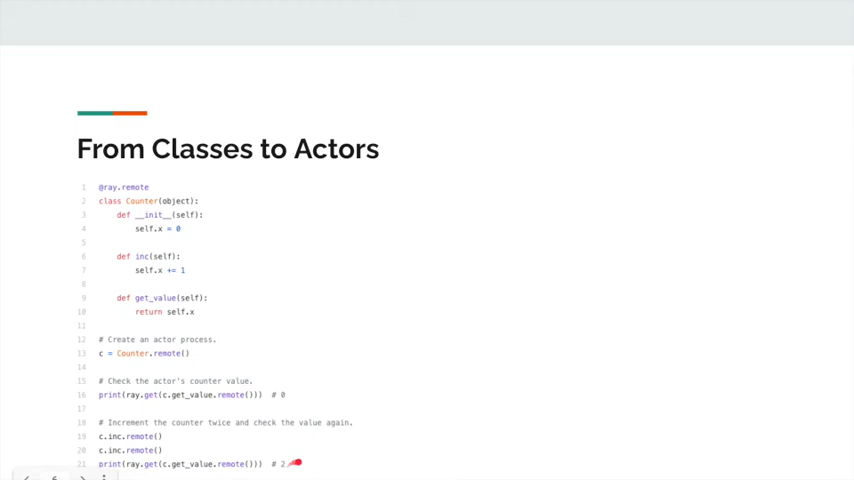 From Classes to Actors
1 @ray.remote
2 class Counter(object):
3     def __init__(self):
4         self.x = 0
5
6     def inc(self):
7         self.x += 1
8
9     def get_value(self):
10         return self.x
11
12 # Create an actor process.
13 c = Counter.remote()
14
15 # Check the actor's counter value.
16 print(ray.get(c.get_value.remote()))  # 0
17
18 # Increment the counter twice and check the value again.
19 c.inc.remote()
20 c.inc.remote()
21 print(ray.get(c.get_value.remote()))  # 2
6